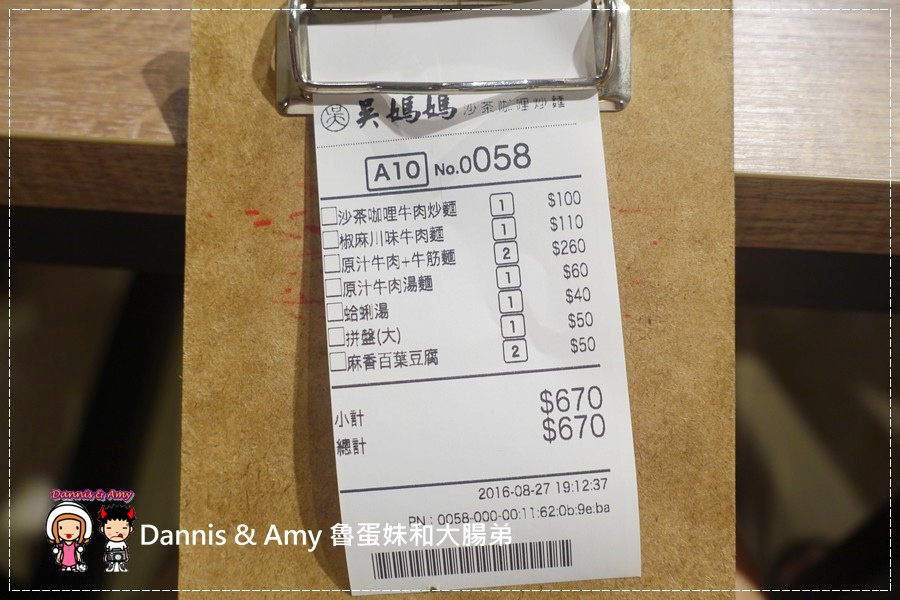 吳 吳媽媽 沙茶咖哩炒麵
A10 No.0058
沙茶咖哩牛肉炒麵 1 $100
椒麻川味牛肉麵 1 $110
原汁牛肉+牛筋麵 2 $260
原汁牛肉湯麵 1 $60
蛤蜊湯 1 $40
拼盤(大) 1 $50
麻香百葉豆腐 2 $50
小計 $670
總計 $670
2016-08-27 19:12:37
PN : 0058-000-00:11:62:0b:9e:ba
Dannis & Amy
Dannis & Amy 魯蛋妹和大腸弟